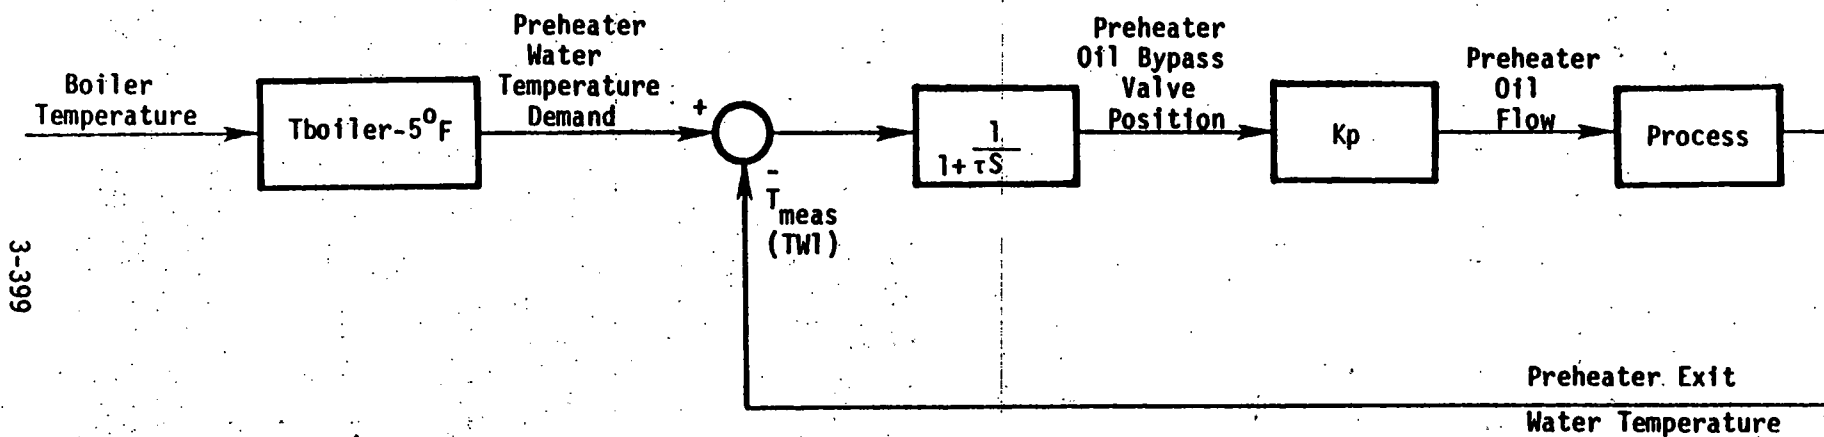 Boiler
Temperature
Tboiler-5°F
Preheater
Water
Temperature
Demand
+
-
T
meas
(TW1)
1
1+τS
Preheater
Oil Bypass
Valve
Position
Kp
Preheater
Oil
Flow
Process
Preheater Exit
Water Temperature
3-399